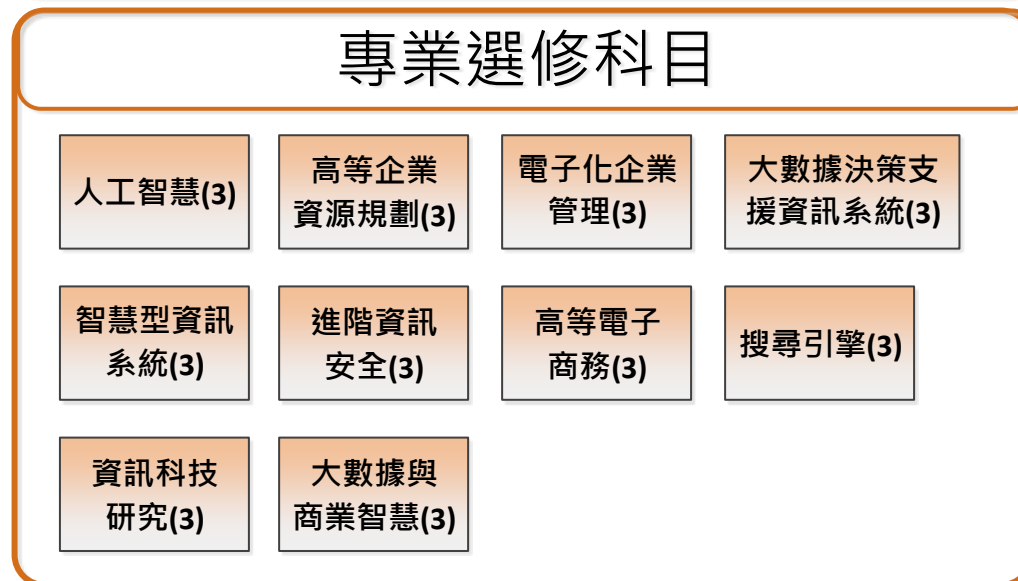 專業選修科目
人工智慧(3)
高等企業
資源規劃(3)
電子化企業
管理(3)
大數據決策支
援資訊系統(3)
智慧型資訊
系統(3)
進階資訊
安全(3)
高等電子
商務(3)
搜尋引擎(3)
資訊科技
研究(3)
大數據與
商業智慧(3)